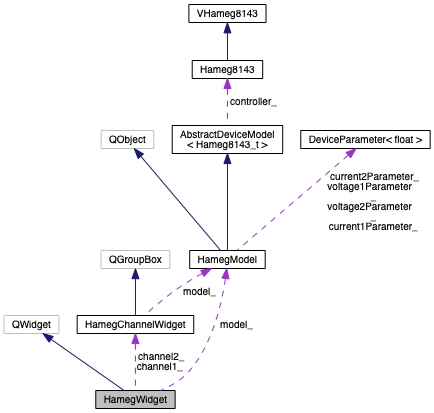 VHameg8143
Hameg8143
controller_
QObject
AbstractDeviceModel
< Hameg8143_t >
DeviceParameter< float >
current2Parameter_
voltage1Parameter
_
voltage2Parameter
_
current1Parameter_
QGroupBox
HamegModel
model_
QWidget
HamegChannelWidget
model_
channel2_
channel1_
HamegWidget